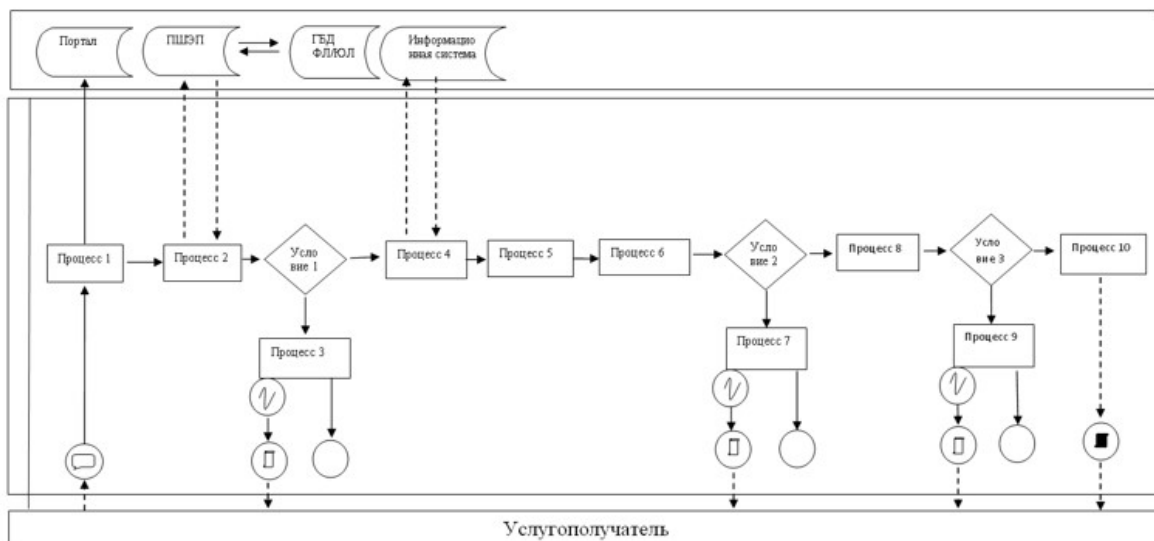 Портал
ПШЭП
ГБД
ФЛ/ЮЛ
Информацио
нная система
Процесс 1
Процесс 2
Усло
вие 1
Процесс 4
Процесс 5
Процесс 6
Усло
вие 2
Процесс 8
Усло
вие 3
Процесс 10
Процесс 3
Процесс 7
Процесс 9
Услугополучатель